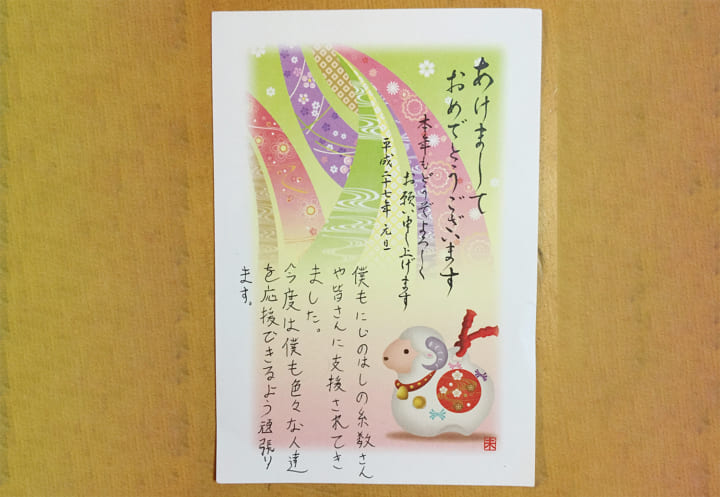 あけまして
おめでとうございます
本年もどうぞよろしく
お願い申し上げます
平成二十七年 元旦
僕もにじのはしの糸数さん
や皆さんに支援されてき
ました。
今度は僕も色々な人達
を応援できるよう頑張り
ます。
未